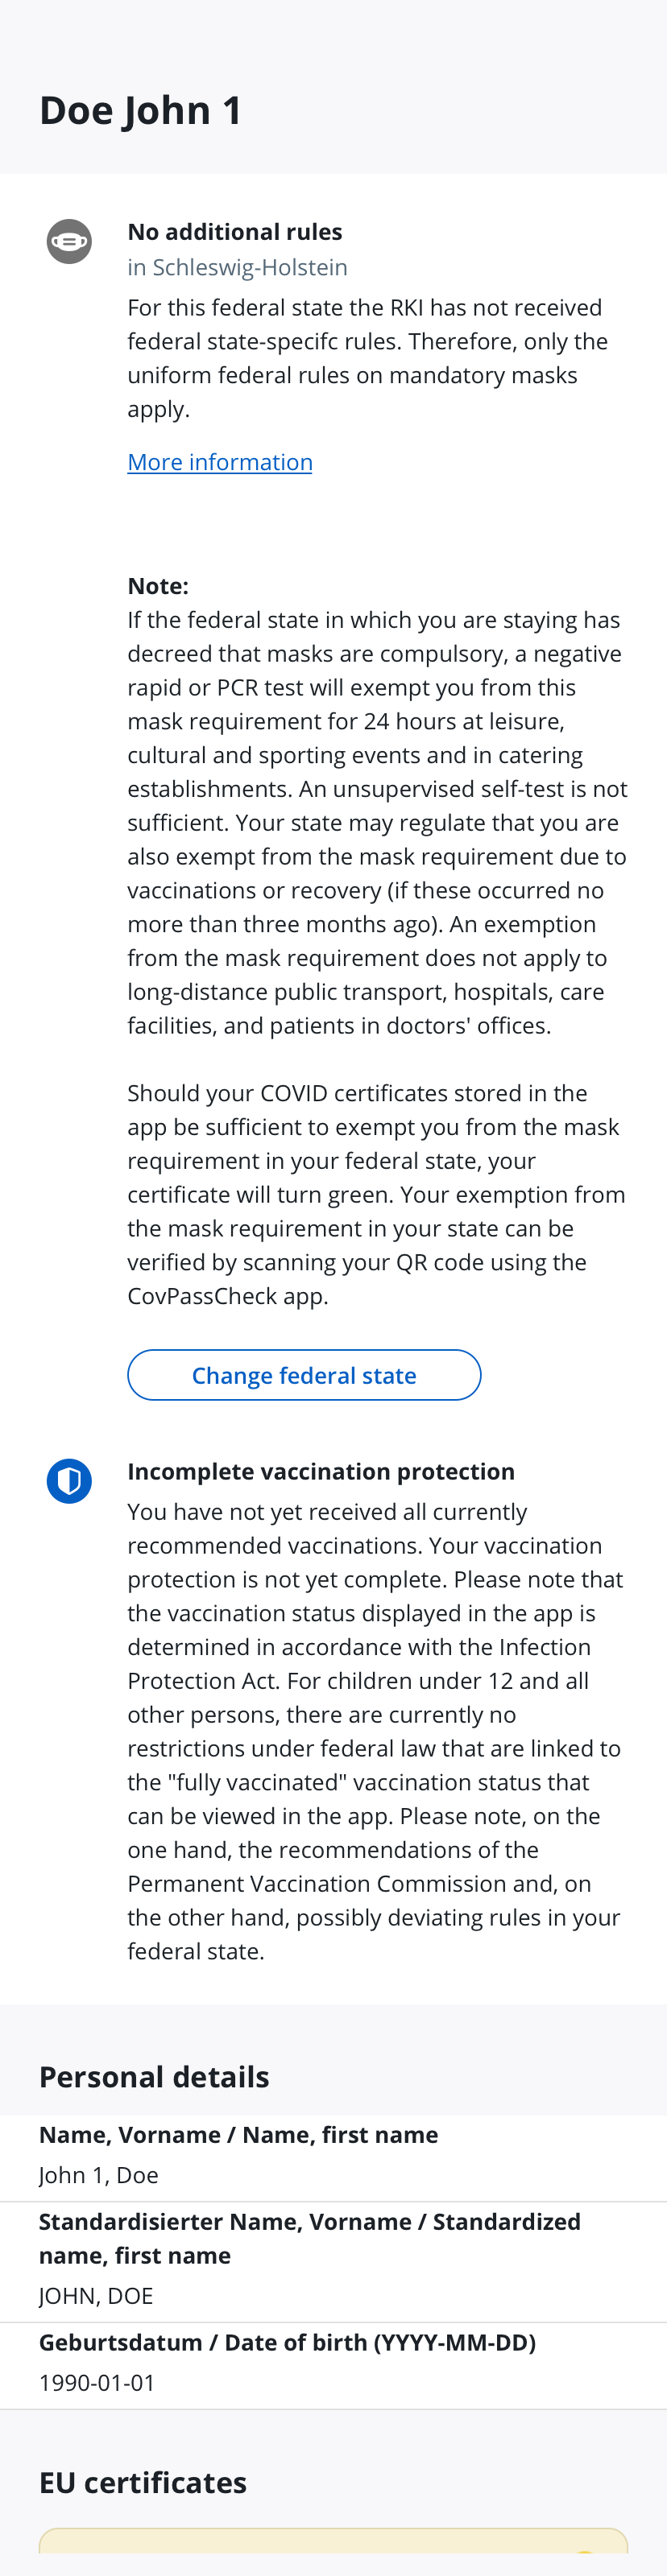 Doe John 1
No additional rules
in Schleswig-Holstein
For this federal state the RKI has not received
federal state-specifc rules. Therefore, only the
uniform federal rules on mandatory masks
apply.
More information
Note:
If the federal state in which you are staying has
decreed that masks are compulsory, a negative
rapid or PCR test will exempt you from this
mask requirement for 24 hours at leisure,
cultural and sporting events and in catering
establishments. An unsupervised self-test is not
sufficient. Your state may regulate that you are
also exempt from the mask requirement due to
vaccinations or recovery (if these occurred no
more than three months ago). An exemption
from the mask requirement does not apply to
long-distance public transport, hospitals, care
facilities, and patients in doctors' offices.
Should your COVID certificates stored in the
app be sufficient to exempt you from the mask
requirement in your federal state, your
certificate will turn green. Your exemption from
the mask requirement in your state can be
verified by scanning your QR code using the
CovPassCheck app.
Change federal state
Incomplete vaccination protection
You have not yet received all currently
recommended vaccinations. Your vaccination
protection is not yet complete. Please note that
the vaccination status displayed in the app is
determined in accordance with the Infection
Protection Act. For children under 12 and all
other persons, there are currently no
restrictions under federal law that are linked to
the "fully vaccinated" vaccination status that
can be viewed in the app. Please note, on the
one hand, the recommendations of the
Permanent Vaccination Commission and, on
the other hand, possibly deviating rules in your
federal state.
Personal details
Name, Vorname / Name, first name
John 1, Doe
Standardisierter Name, Vorname / Standardized
name, first name
JOHN, DOE
Geburtsdatum / Date of birth (YYYY-MM-DD)
1990-01-01
EU certificates